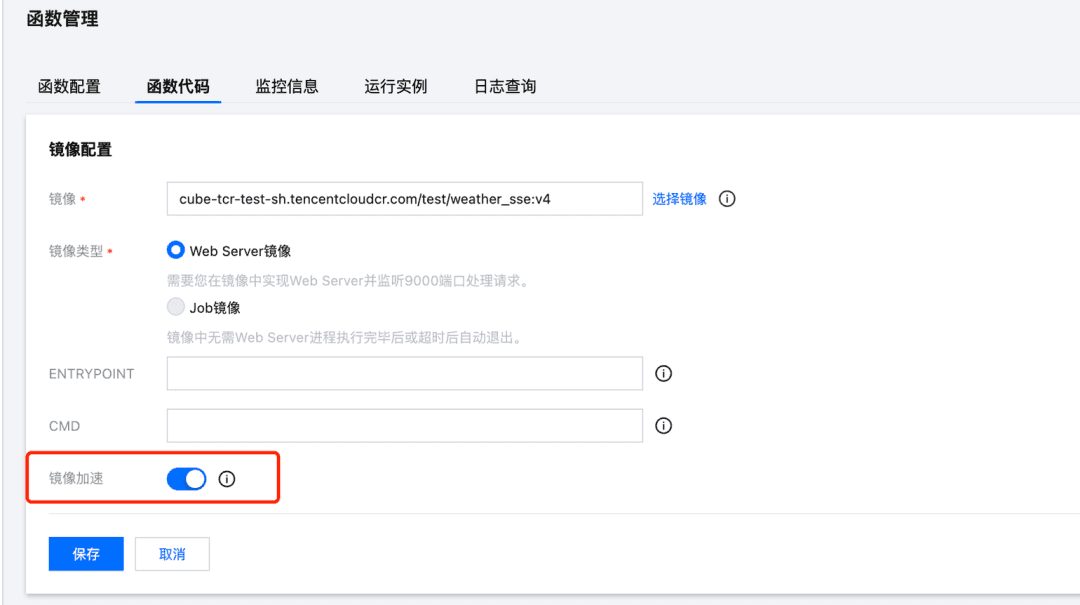 函数管理
函数配置 函数代码 监控信息 运行实例 日志查询
镜像配置
镜像 * cube-tcr-test-sh.tencentcloudcr.com/test/weather_sse:v4 选择镜像
镜像类型 * Web Server镜像
需要您在镜像中实现Web Server并监听9000端口处理请求。
Job镜像
镜像中无需Web Server进程执行完毕后或超时后自动退出。
ENTRYPOINT
CMD
镜像加速
保存 取消